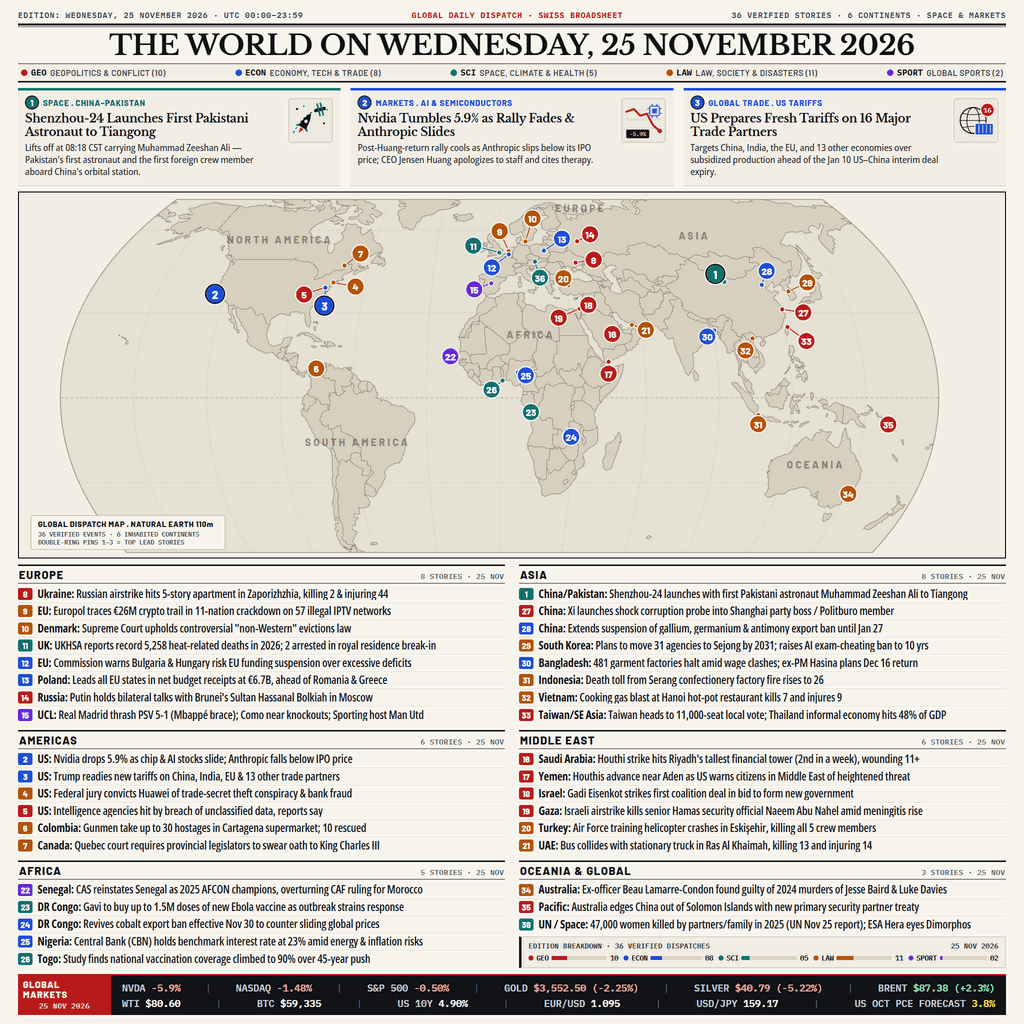 EDITION: WEDNESDAY, 25 NOVEMBER 2026 · UTC 00:00–23:59
GLOBAL DAILY DISPATCH · SWISS BROADSHEET
36 VERIFIED STORIES · 6 CONTINENTS · SPACE & MARKETS
THE WORLD ON WEDNESDAY, 25 NOVEMBER 2026
GEO GEOPOLITICS & CONFLICT (10)
ECON ECONOMY, TECH & TRADE (8)
SCI SPACE, CLIMATE & HEALTH (5)
LAW LAW, SOCIETY & DISASTERS (11)
SPORT GLOBAL SPORTS (2)
1 SPACE . CHINA-PAKISTAN
Shenzhou-24 Launches First Pakistani
Astronaut to Tiangong
Lifts off at 08:18 CST carrying Muhammad Zeeshan Ali —
Pakistan's first astronaut and the first foreign crew member
aboard China's orbital station.
2 MARKETS . AI & SEMICONDUCTORS
Nvidia Tumbles 5.9% as Rally Fades &
Anthropic Slides
Post-Huang-return rally cools as Anthropic slips below its IPO
price; CEO Jensen Huang apologizes to staff and cites therapy.
-5.9%
3 GLOBAL TRADE . US TARIFFS
US Prepares Fresh Tariffs on 16 Major
Trade Partners
Targets China, India, the EU, and 13 other economies over
subsidized production ahead of the Jan 10 US–China interim deal
expiry.
16
EUROPE
NORTH AMERICA
ASIA
AFRICA
SOUTH AMERICA
OCEANIA
10
9
14
13
11
7
8
12
1
28
36
20
4
15
29
2
5
3
18
27
19
21
16
30
33
32
22
6
17
25
26
23
31
35
24
34
GLOBAL DISPATCH MAP . NATURAL EARTH 110m
36 VERIFIED EVENTS · 6 INHABITED CONTINENTS
DOUBLE-RING PINS 1–3 = TOP LEAD STORIES
EUROPE
8 STORIES · 25 NOV
8 Ukraine: Russian airstrike hits 5-story apartment in Zaporizhzhia, killing 2 & injuring 44
9 EU: Europol traces €26M crypto trail in 11-nation crackdown on 57 illegal IPTV networks
10 Denmark: Supreme Court upholds controversial "non-Western" evictions law
11 UK: UKHSA reports record 5,258 heat-related deaths in 2026; 2 arrested in royal residence break-in
12 EU: Commission warns Bulgaria & Hungary risk EU funding suspension over excessive deficits
13 Poland: Leads all EU states in net budget receipts at €6.7B, ahead of Romania & Greece
14 Russia: Putin holds bilateral talks with Brunei's Sultan Hassanal Bolkiah in Moscow
15 UCL: Real Madrid thrash PSV 5-1 (Mbappé brace); Como near knockouts; Sporting host Man Utd
ASIA
8 STORIES · 25 NOV
1 China/Pakistan: Shenzhou-24 launches with first Pakistani astronaut Muhammad Zeeshan Ali to Tiangong
27 China: Xi launches shock corruption probe into Shanghai party boss / Politburo member
28 China: Extends suspension of gallium, germanium & antimony export ban until Jan 27
29 South Korea: Plans to move 31 agencies to Sejong by 2031; raises AI exam-cheating ban to 10 yrs
30 Bangladesh: 481 garment factories halt amid wage clashes; ex-PM Hasina plans Dec 16 return
31 Indonesia: Death toll from Serang confectionery factory fire rises to 26
32 Vietnam: Cooking gas blast at Hanoi hot-pot restaurant kills 7 and injures 9
33 Taiwan/SE Asia: Taiwan heads to 11,000-seat local vote; Thailand informal economy hits 48% of GDP
AMERICAS
6 STORIES · 25 NOV
2 US: Nvidia drops 5.9% as chip & AI stocks slide; Anthropic falls below IPO price
3 US: Trump readies new tariffs on China, India, EU & 13 other trade partners
4 US: Federal jury convicts Huawei of trade-secret theft conspiracy & bank fraud
5 US: Intelligence agencies hit by breach of unclassified data, reports say
6 Colombia: Gunmen take up to 30 hostages in Cartagena supermarket; 10 rescued
7 Canada: Quebec court requires provincial legislators to swear oath to King Charles III
MIDDLE EAST
6 STORIES · 25 NOV
16 Saudi Arabia: Houthi strike hits Riyadh's tallest financial tower (2nd in a week), wounding 11+
17 Yemen: Houthis advance near Aden as US warns citizens in Middle East of heightened threat
18 Israel: Gadi Eisenkot strikes first coalition deal in bid to form new government
19 Gaza: Israeli airstrike kills senior Hamas security official Naeem Abu Nahel amid meningitis rise
20 Turkey: Air Force training helicopter crashes in Eskişehir, killing all 5 crew members
21 UAE: Bus collides with stationary truck in Ras Al Khaimah, killing 13 and injuring 14
AFRICA
5 STORIES · 25 NOV
22 Senegal: CAS reinstates Senegal as 2025 AFCON champions, overturning CAF ruling for Morocco
23 DR Congo: Gavi to buy up to 1.5M doses of new Ebola vaccine as outbreak strains response
24 DR Congo: Revives cobalt export ban effective Nov 30 to counter sliding global prices
25 Nigeria: Central Bank (CBN) holds benchmark interest rate at 23% amid energy & inflation risks
26 Togo: Study finds national vaccination coverage climbed to 90% over 45-year push
OCEANIA & GLOBAL
3 STORIES · 25 NOV
34 Australia: Ex-officer Beau Lamarre-Condon found guilty of 2024 murders of Jesse Baird & Luke Davies
35 Pacific: Australia edges China out of Solomon Islands with new primary security partner treaty
36 UN / Space: 47,000 women killed by partners/family in 2025 (UN Nov 25 report); ESA Hera eyes Dimorphos
EDITION BREAKDOWN · 36 VERIFIED DISPATCHES
25 NOV 2026
GEO 10 ECON 08 SCI 05 LAW 11 SPORT 02
GLOBAL
MARKETS
25 NOV 2026
NVDA -5.9% | NASDAQ -1.48% | S&P 500 -0.50% | GOLD $3,552.50 (-2.25%) | SILVER $40.79 (-5.22%) | BRENT $87.38 (+2.3%)
WTI $80.60 | BTC $59,335 | US 10Y 4.90% | EUR/USD 1.095 | USD/JPY 159.17 | US OCT PCE FORECAST 3.8%